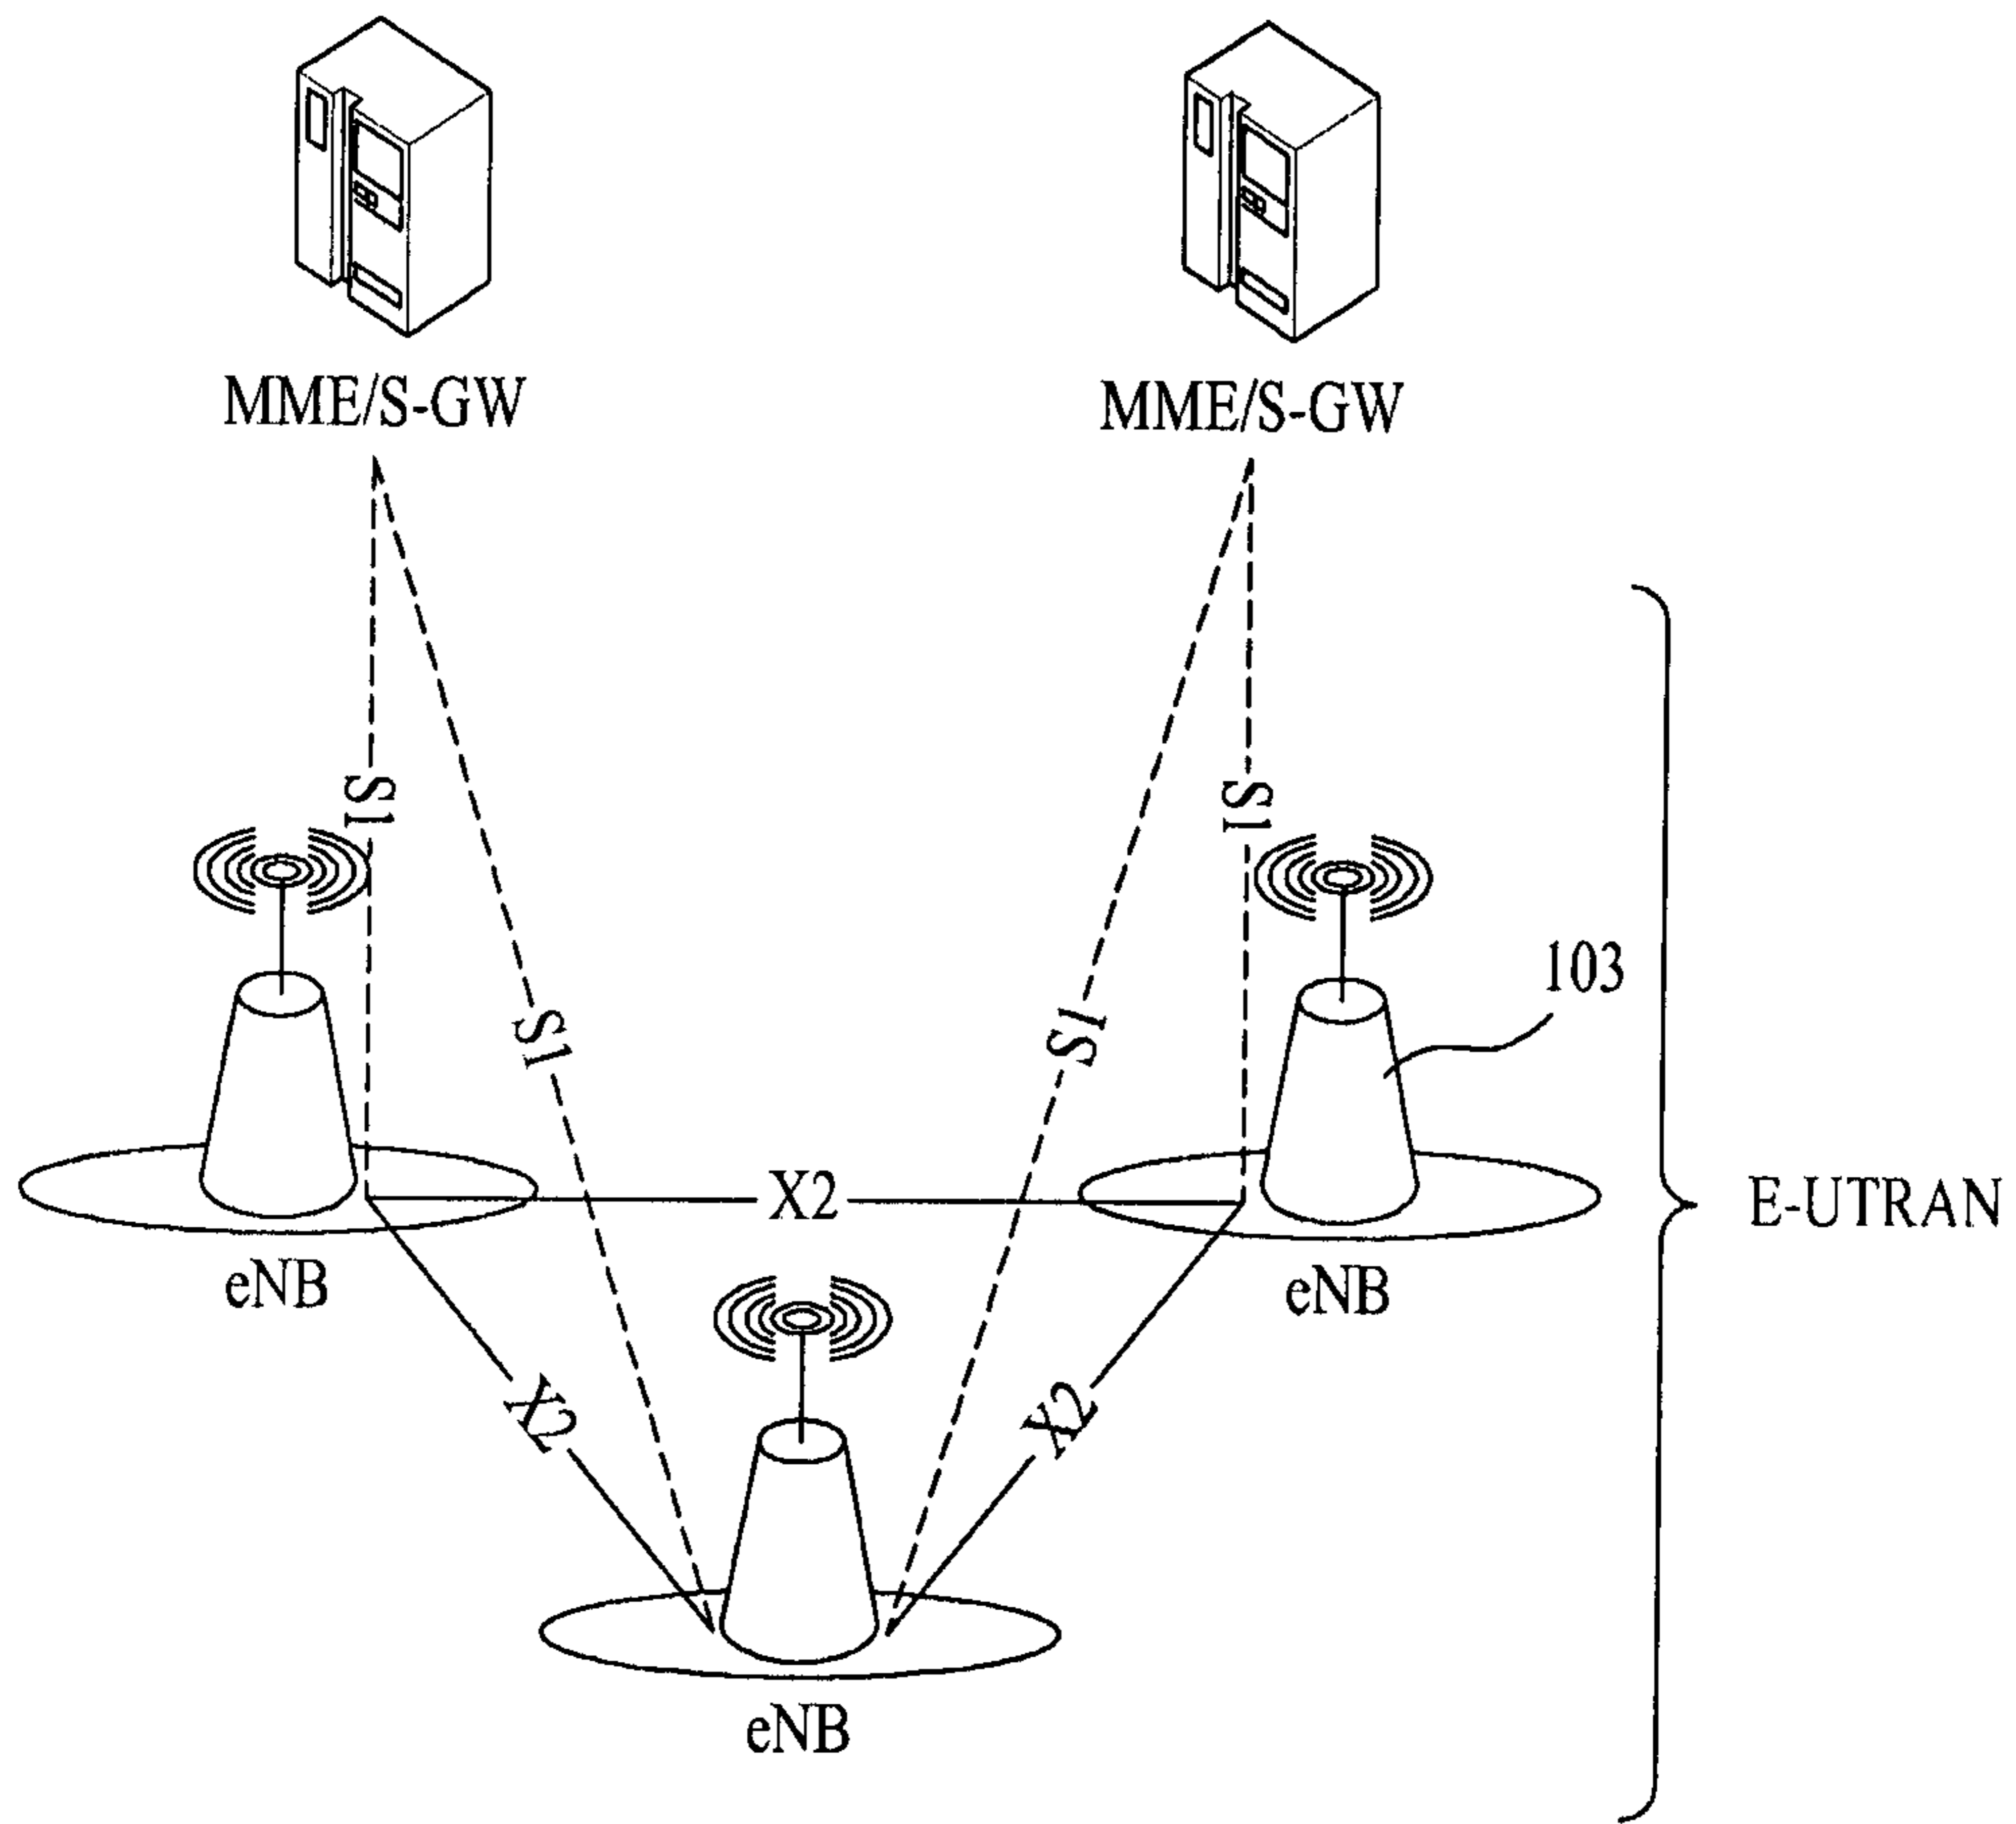 MME/S-GW
MME/S-GW
S1
S1
103
S1
S1
X2
E-UTRAN
eNB
eNB
X2
X2
eNB